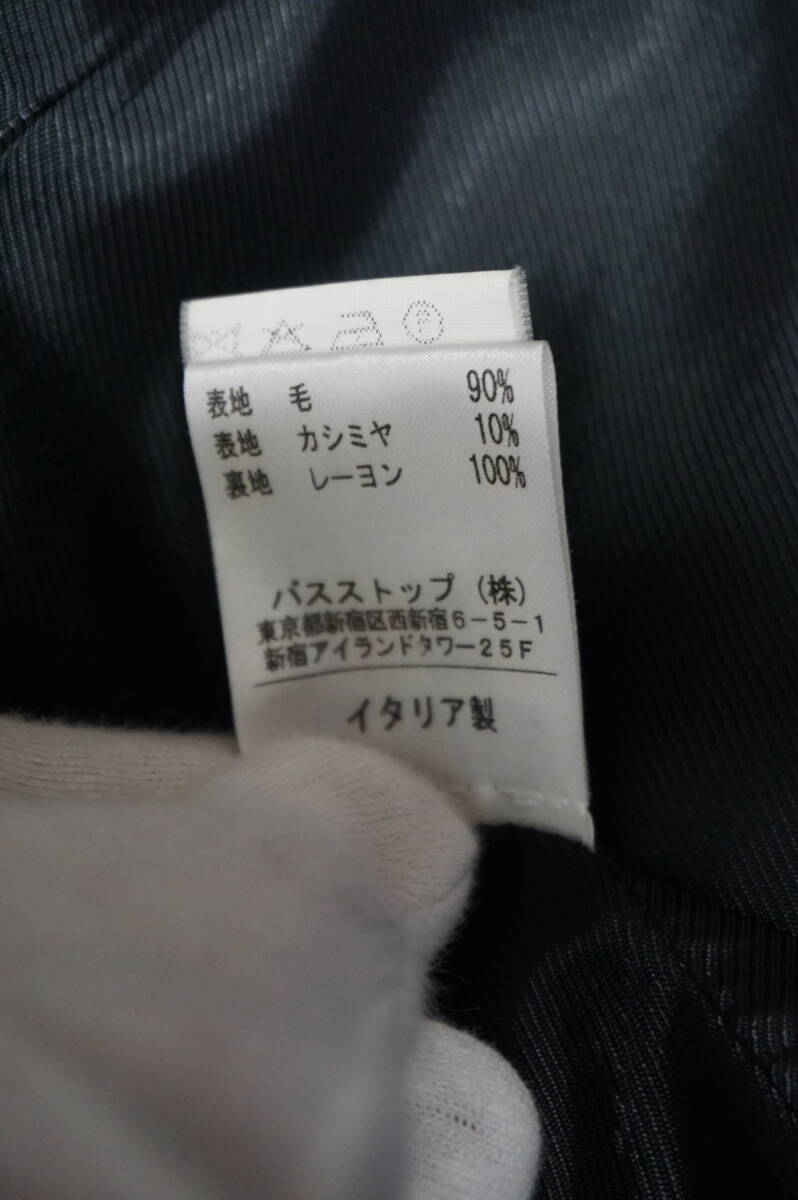 表地 毛 90%
表地 カシミヤ 10%
裏地 レーヨン 100%
バスストップ(株)
東京都新宿区西新宿6-5-1
新宿アイランドタワー25F
イタリア製